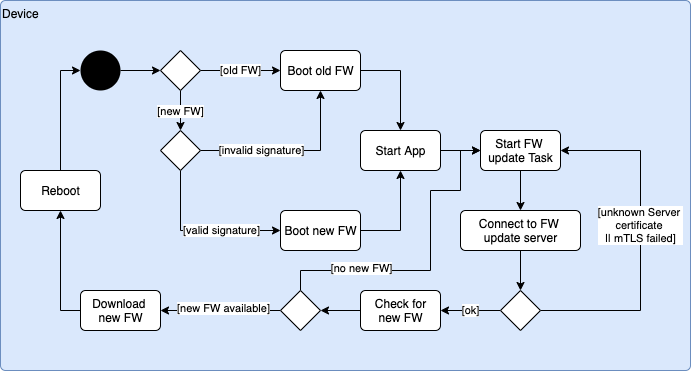 Device
[old FW]
Boot old FW
[new FW]
[invalid signature]
Start App
Start FW
update Task
Reboot
[valid signature]
Boot new FW
Connect to FW
update server
[unknown Server
certificate
|| mTLS failed]
[no new FW]
Download
new FW
[new FW available]
Check for
new FW
[ok]